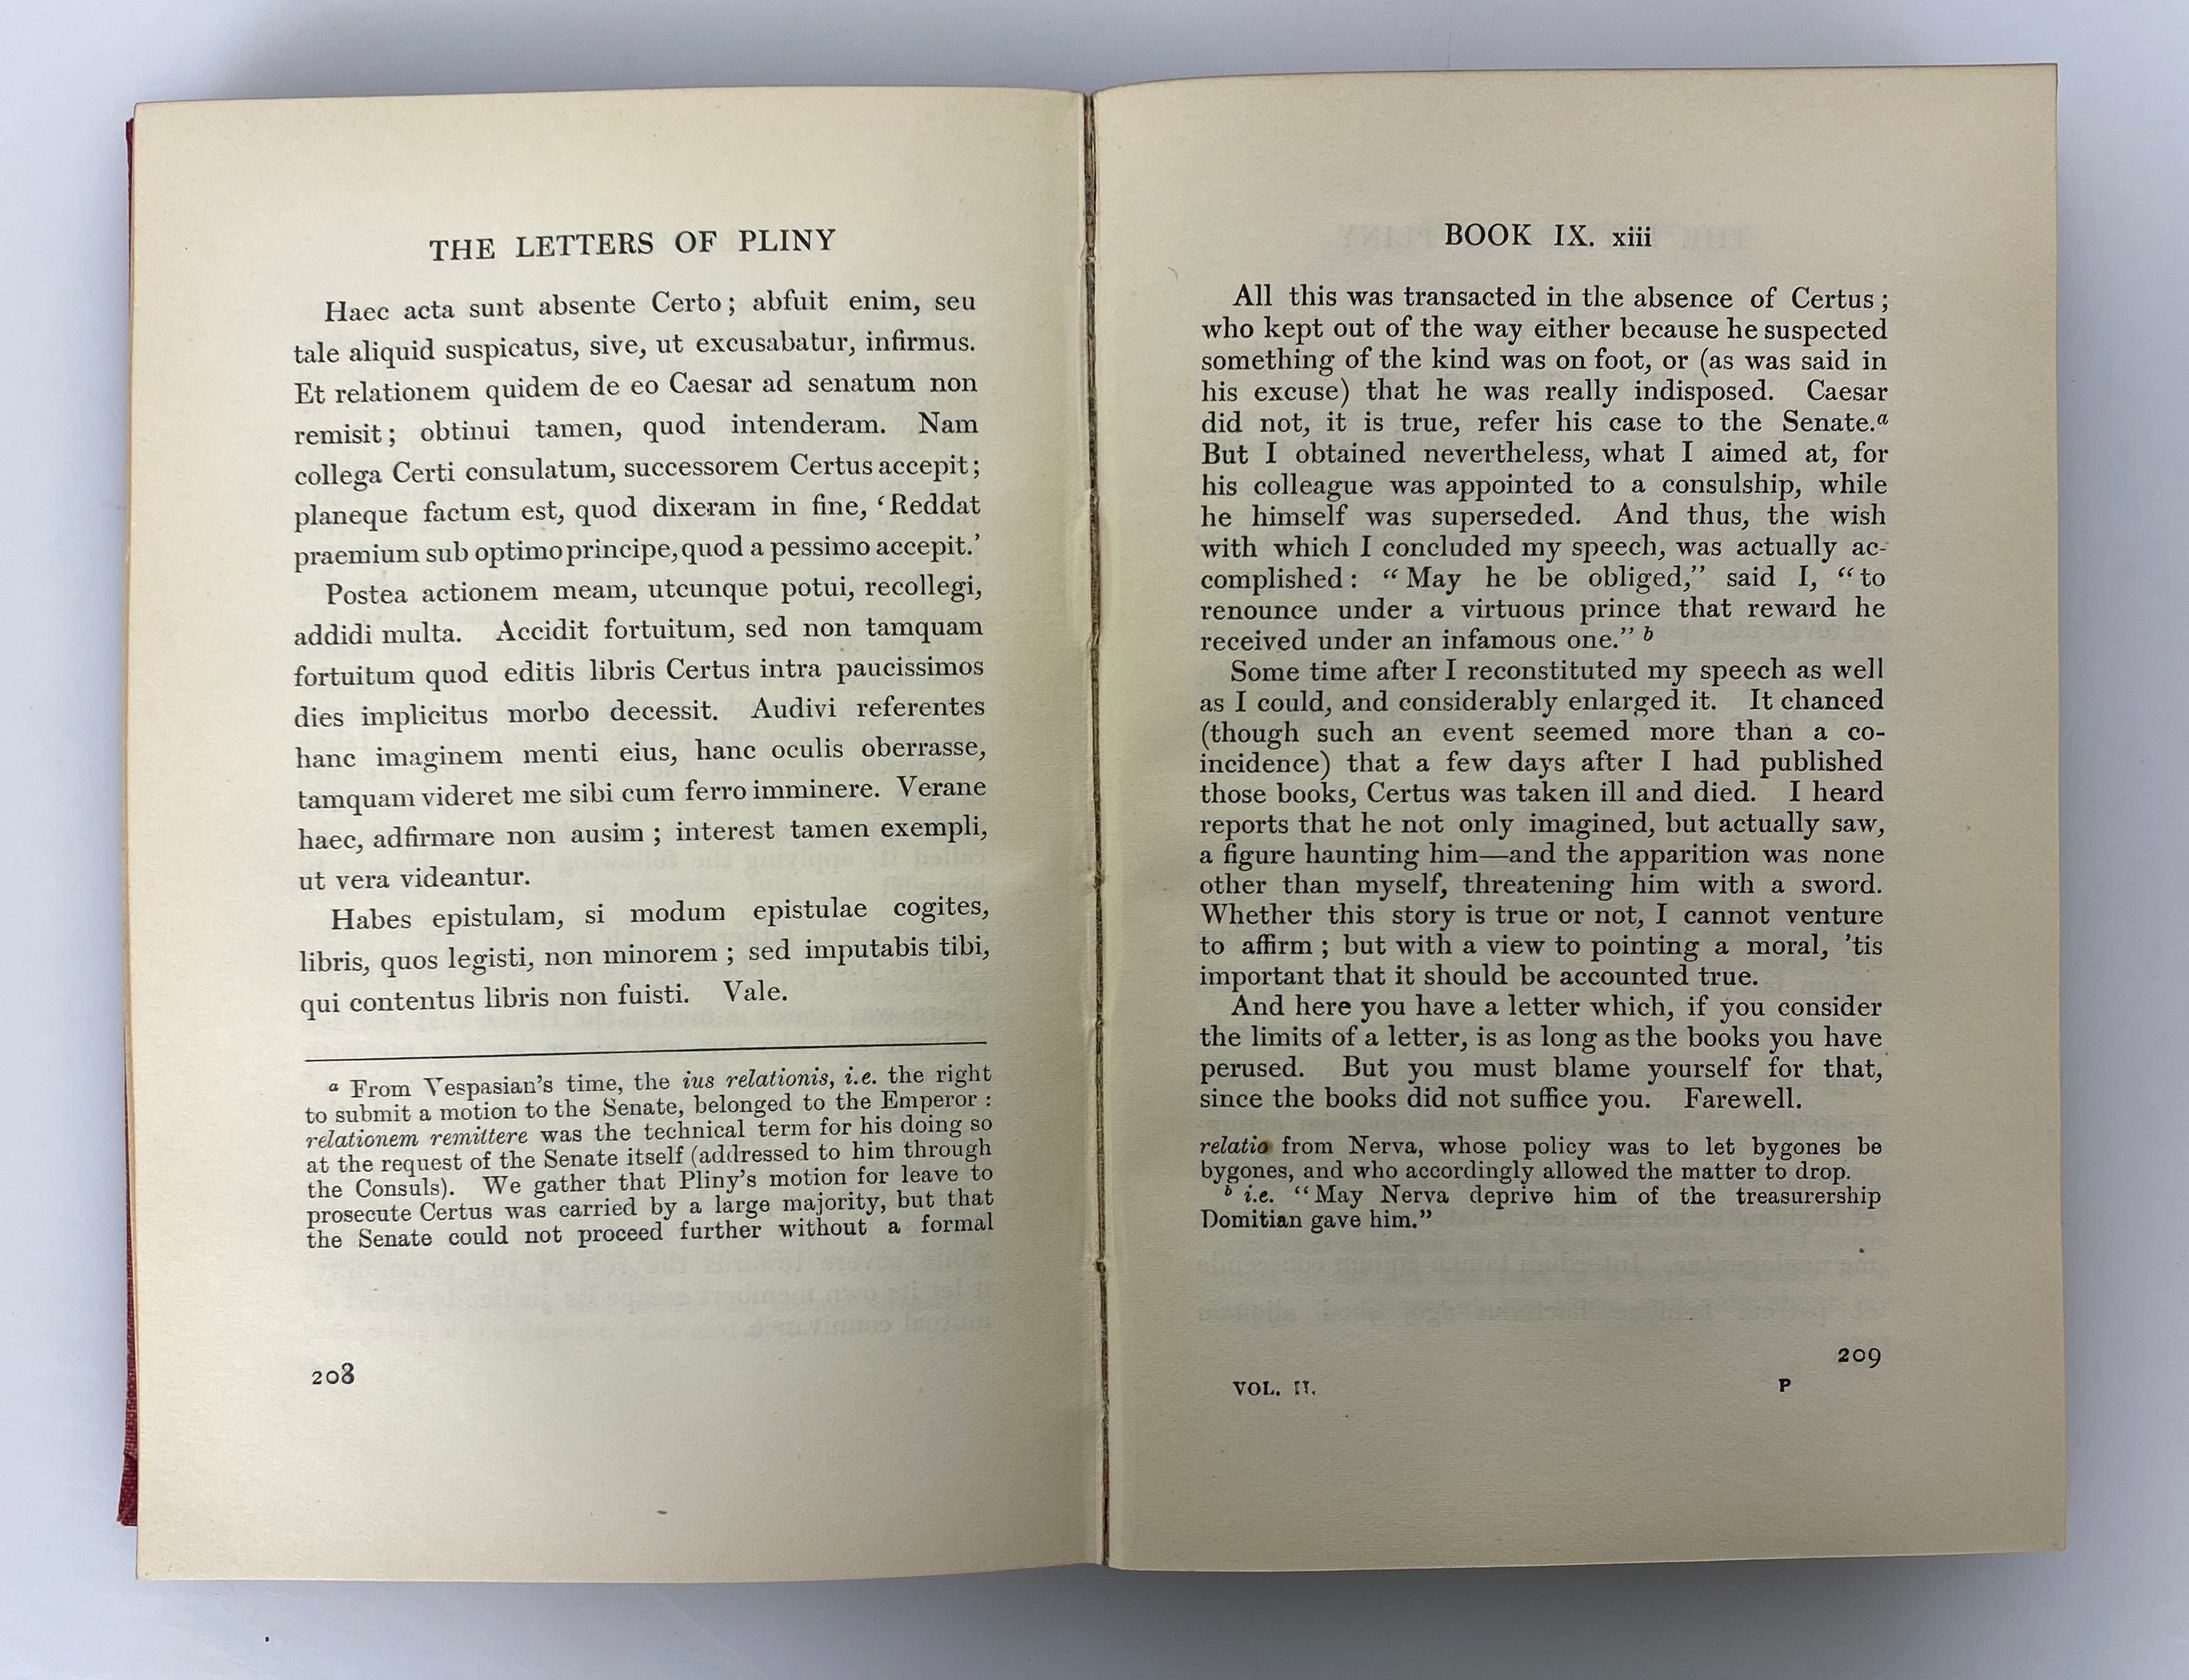 THE LETTERS OF PLINY
Haec acta sunt absente Certo; abfuit enim, seu
tale aliquid suspicatus, sive, ut excusabatur, infirmus.
Et relationem quidem de eo Caesar ad senatum non
remisit; obtinui tamen, quod intenderam. Nam
collega Certi consulatum, successorem Certus accepit;
planeque factum est, quod dixeram in fine, ‘Reddat
praemium sub optimo principe, quod a pessimo accepit.’
Postea actionem meam, utcunque potui, recollegi,
addidi multa. Accidit fortuitum, sed non tamquam
fortuitum quod editis libris Certus intra paucissimos
dies implicitus morbo decessit. Audivi referentes
hanc imaginem menti eius, hanc oculis oberrasse,
tamquam videret me sibi cum ferro imminere. Verane
haec, adfirmare non ausim; interest tamen exempli,
ut vera videantur.
Habes epistulam, si modum epistulae cogites,
libris, quos legisti, non minorem; sed imputabis tibi,
qui contentus libris non fuisti. Vale.
a From Vespasian’s time, the ius relationis, i.e. the right
to submit a motion to the Senate, belonged to the Emperor:
relationem remittere was the technical term for his doing so
at the request of the Senate itself (addressed to him through
the Consuls). We gather that Pliny’s motion for leave to
prosecute Certus was carried by a large majority, but that
the Senate could not proceed further without a formal
208
BOOK IX. xiii
All this was transacted in the absence of Certus;
who kept out of the way either because he suspected
something of the kind was on foot, or (as was said in
his excuse) that he was really indisposed. Caesar
did not, it is true, refer his case to the Senate.a
But I obtained nevertheless, what I aimed at, for
his colleague was appointed to a consulship, while
he himself was superseded. And thus, the wish
with which I concluded my speech, was actually ac-
complished: “May he be obliged,” said I, “to
renounce under a virtuous prince that reward he
received under an infamous one.” b
Some time after I reconstituted my speech as well
as I could, and considerably enlarged it. It chanced
(though such an event seemed more than a co-
incidence) that a few days after I had published
those books, Certus was taken ill and died. I heard
reports that he not only imagined, but actually saw,
a figure haunting him—and the apparition was none
other than myself, threatening him with a sword.
Whether this story is true or not, I cannot venture
to affirm; but with a view to pointing a moral, ’tis
important that it should be accounted true.
And here you have a letter which, if you consider
the limits of a letter, is as long as the books you have
perused. But you must blame yourself for that,
since the books did not suffice you. Farewell.
relatio from Nerva, whose policy was to let bygones be
bygones, and who accordingly allowed the matter to drop.
b i.e. “May Nerva deprive him of the treasurership
Domitian gave him.”
209
VOL. II. P